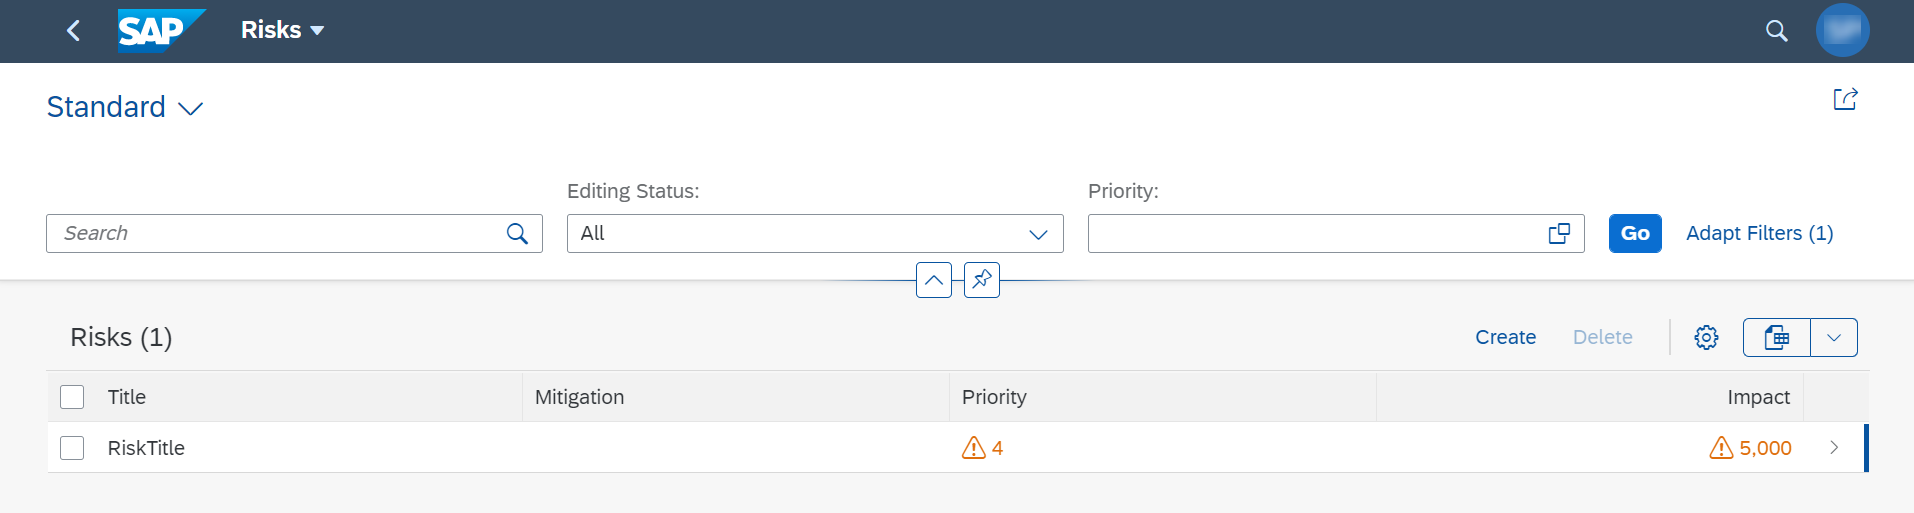 SAP Risks
Standard
Editing Status: Priority:
Search All Go Adapt Filters (1)
Risks (1) Create Delete
Title Mitigation Priority Impact
RiskTitle 4 5,000